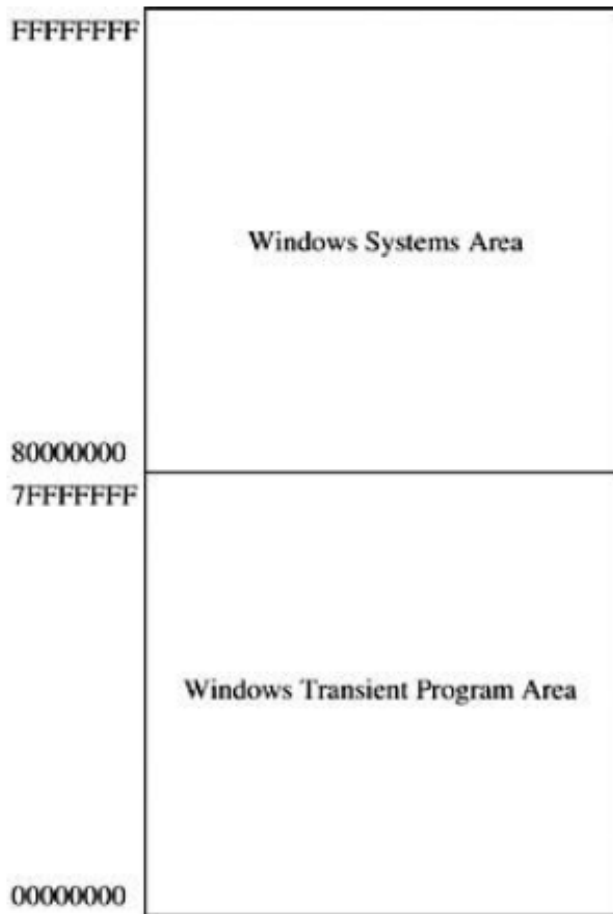 FFFFFFFF
Windows Systems Area
80000000
7FFFFFFF
Windows Transient Program Area
00000000